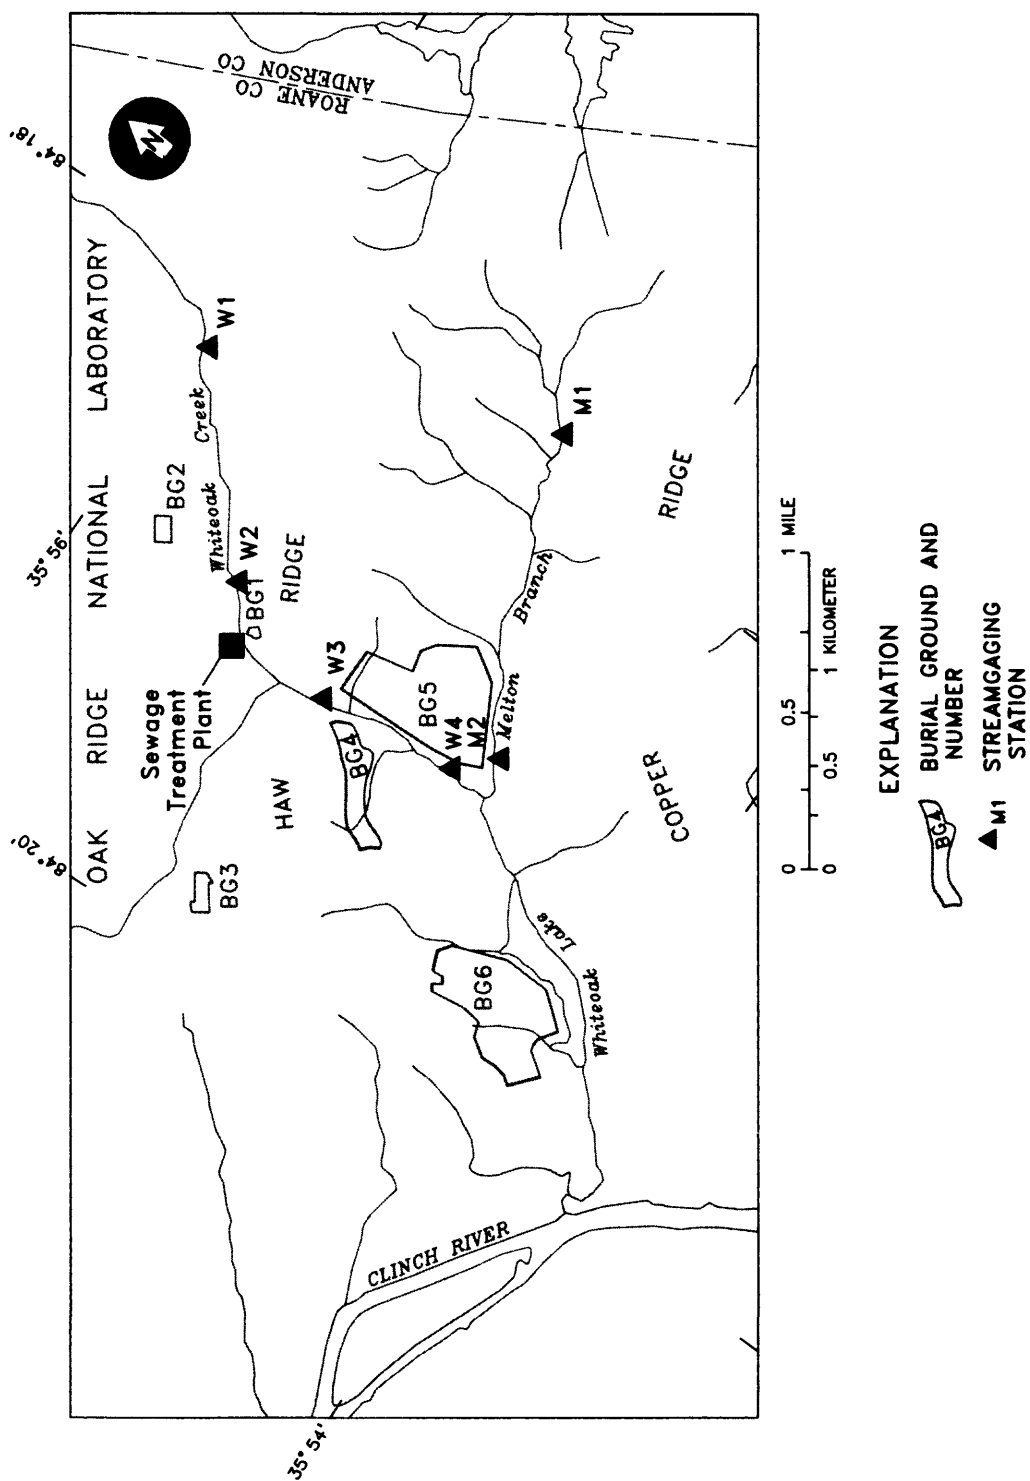 84° 20'
35° 56'
84° 18'
OAK RIDGE NATIONAL LABORATORY
N
ROANE CO
ANDERSON CO
Sewage
Treatment
Plant
BG3
BG2
Whiteoak Creek
W1
W2
BG1
HAW RIDGE
W3
BG4
BG5
W4
M2
Melton Branch
M1
BG6
Whiteoak Lake
COPPER RIDGE
CLINCH RIVER
35° 54'
0 0.5 1 MILE
0 0.5 1 KILOMETER
EXPLANATION
BG4
BURIAL GROUND AND
NUMBER
M1
STREAMGAGING
STATION